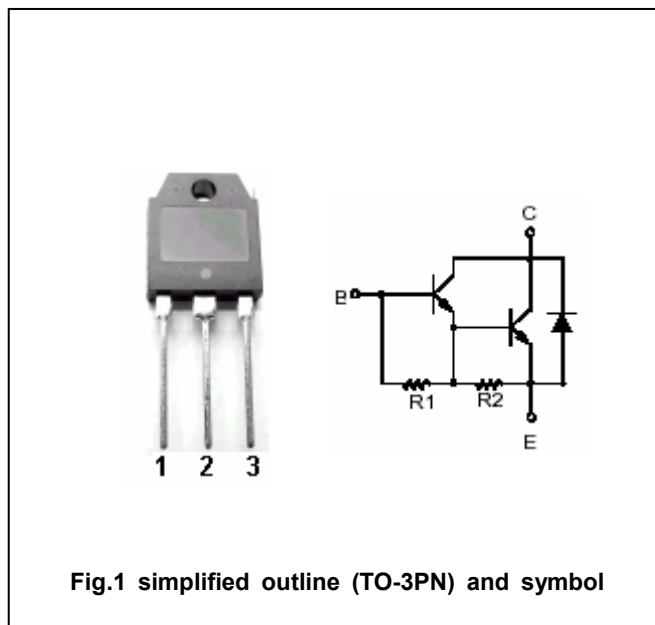 C
B
R1 R2
E
1 2 3
Fig.1 simplified outline (TO-3PN) and symbol